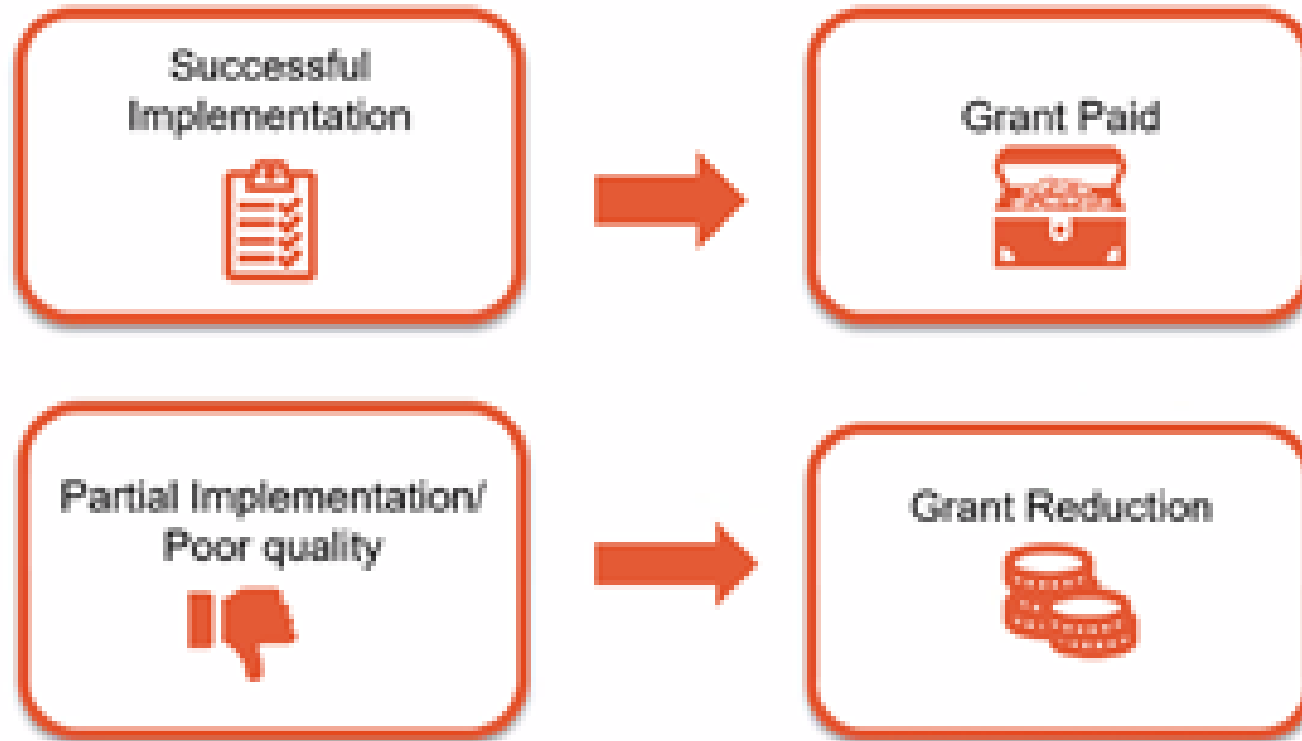 Successful
Implementation
Grant Paid
Partial Implementation/
Poor quality
Grant Reduction